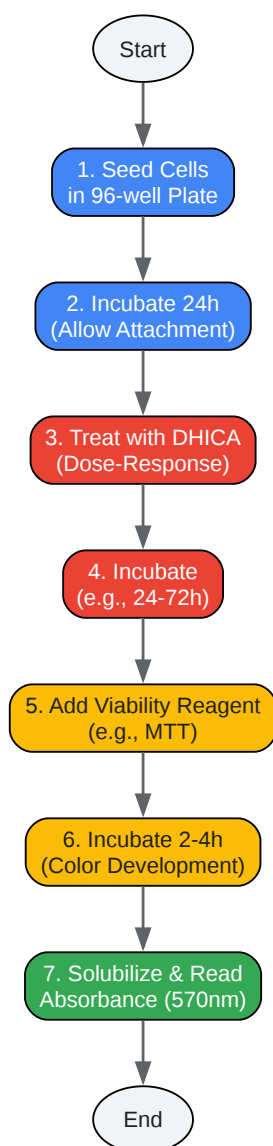 Start
1. Seed Cells
in 96-well Plate
2. Incubate 24h
(Allow Attachment)
3. Treat with DHICA
(Dose-Response)
4. Incubate
(e.g., 24-72h)
5. Add Viability Reagent
(e.g., MTT)
6. Incubate 2-4h
(Color Development)
7. Solubilize & Read
Absorbance (570nm)
End